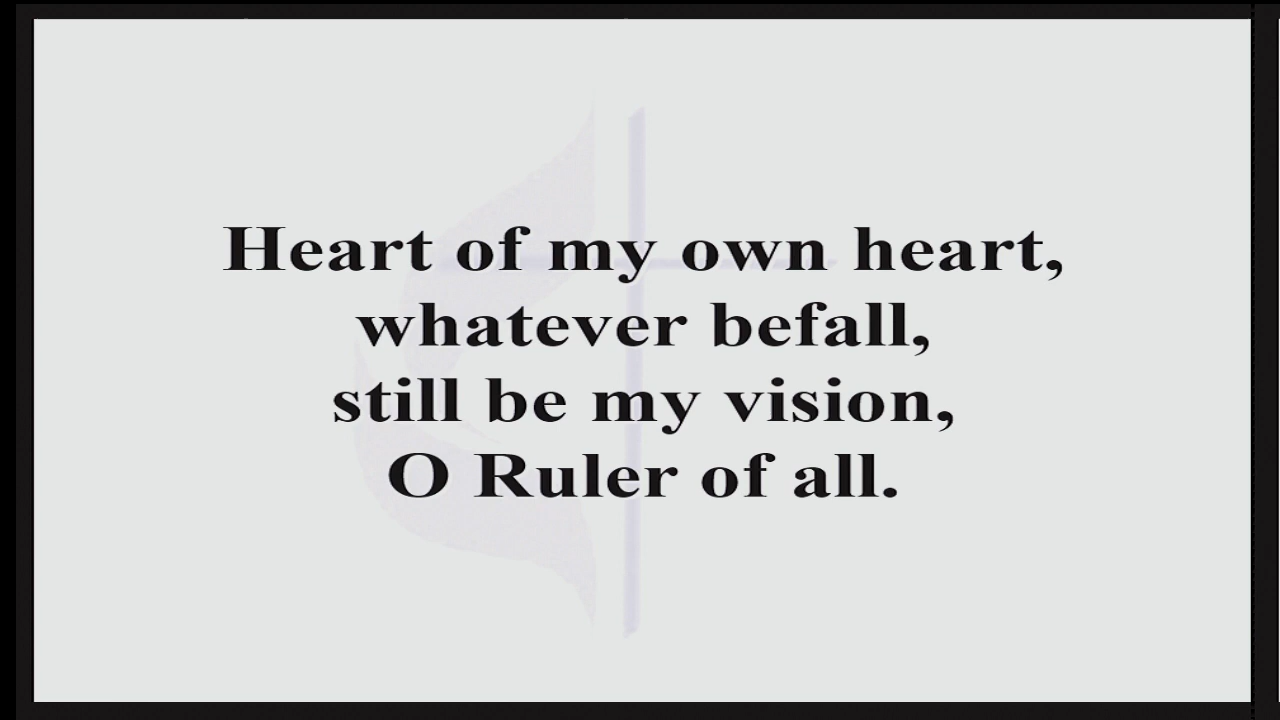 Heart of my own heart,
whatever befall,
still be my vision,
O Ruler of all.